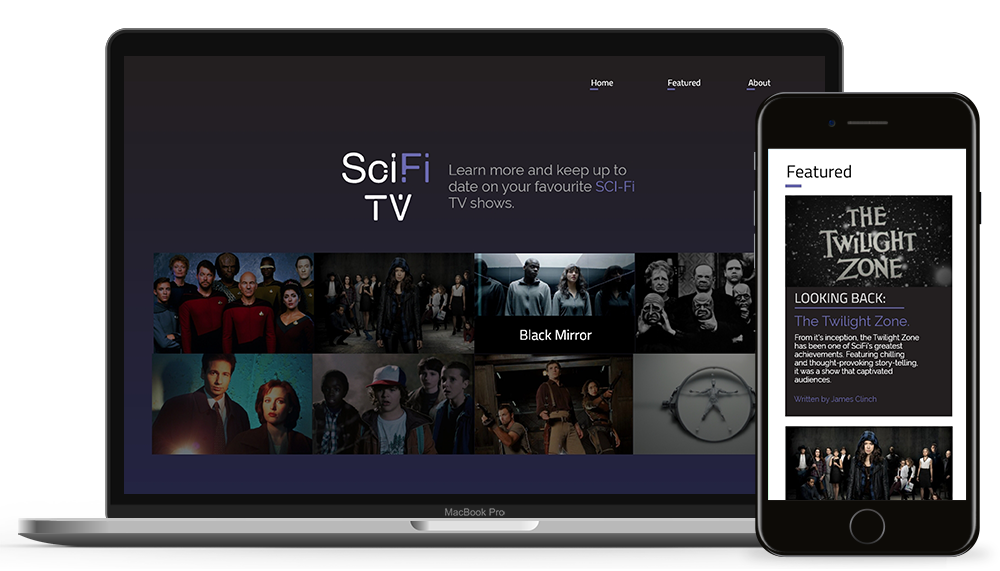 Home Featured About
SciFi
TV
Learn more and keep up to
date on your favourite SCI-Fi
TV shows.
Black Mirror
MacBook Pro
Featured
THE
TWILIGHT
ZONE
LOOKING BACK:
The Twilight Zone.
From it's inception, the Twilight Zone
has been one of SciFi's greatest
achievements. Featuring chilling
and thought-provoking story-telling,
it was a show that captivated
audiences.
Written by James Clinch